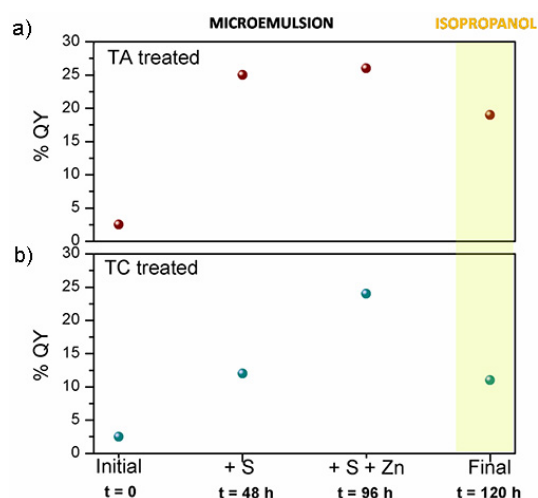 MICROEMULSION ISOPROPANOL
a)
30
TA treated
25
20
15
10
5
0
% QY
b)
30
TC treated
25
20
15
10
5
0
% QY
Initial + S + S + Zn Final
t = 0 t = 48 h t = 96 h t = 120 h